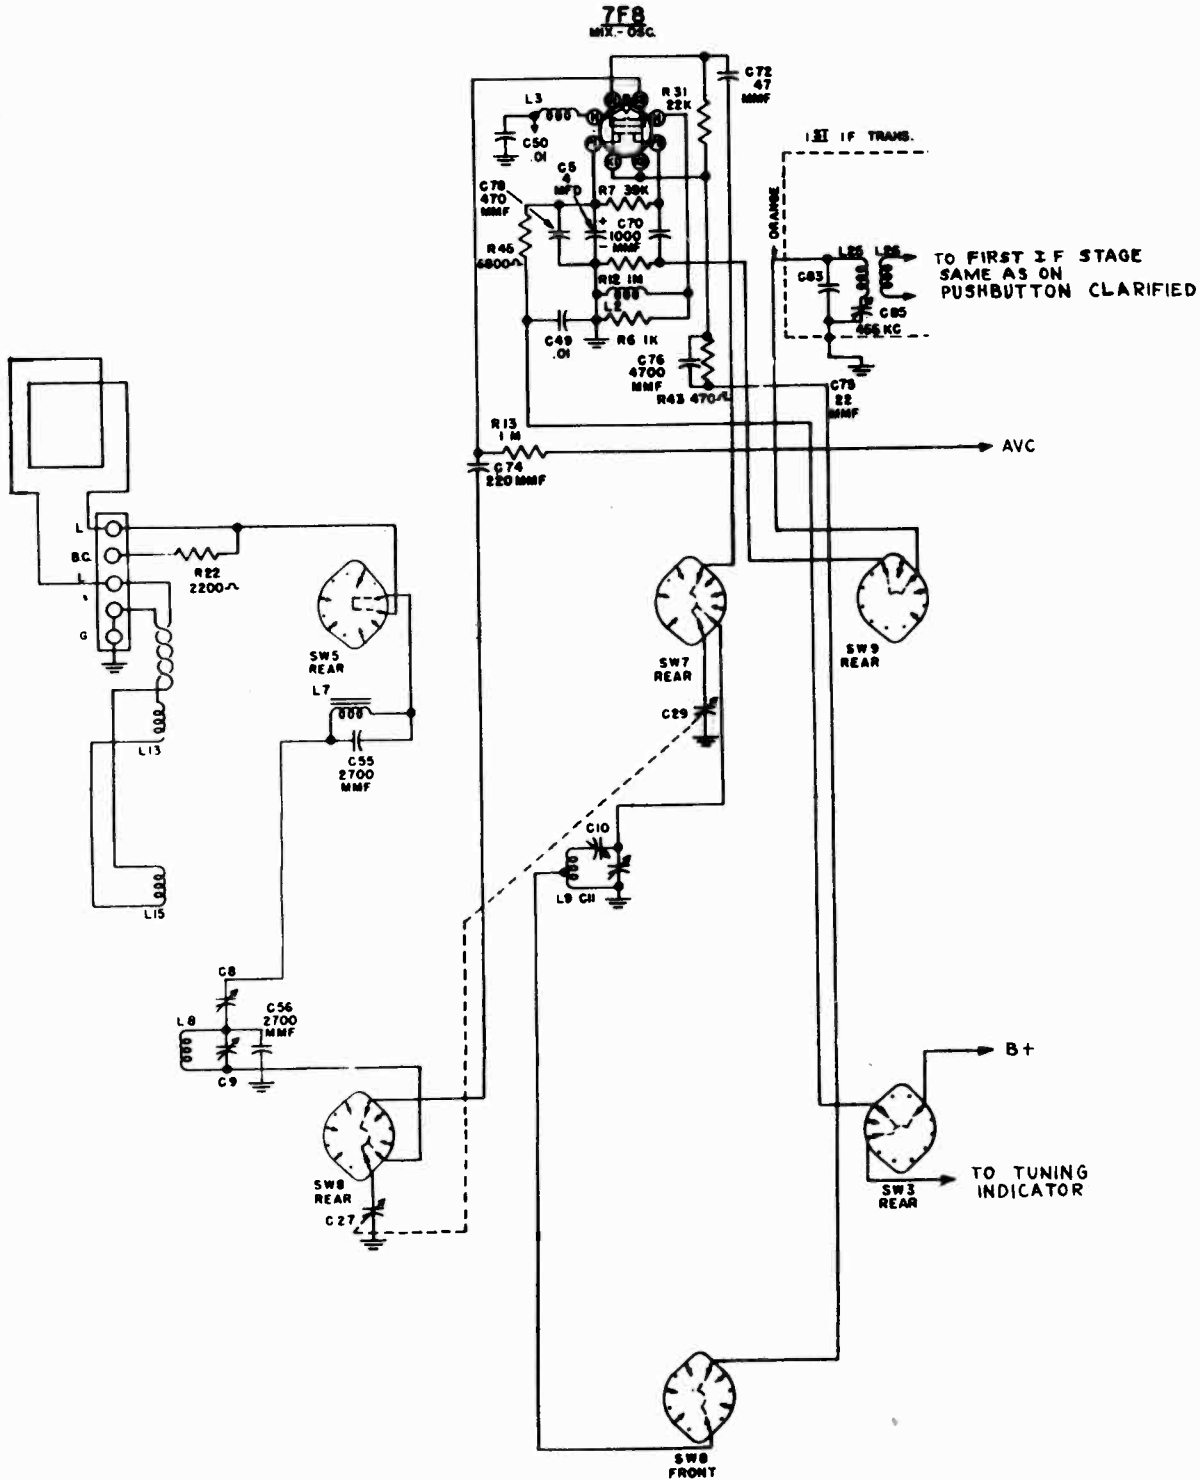 7F8
MIX.-OSC.
C72
47
MMF
R31
22K
L3
C50
.01
1ST IF TRANS.
ORANGE
C5
4
MFD
C78
470
MMF
R7 39K
+
-
C70
1000
MMF
R45
6800Ω
R12 1M
L2
R6 1K
C49
.01
C76
4700
MMF
R43 470Ω
C79
22
MMF
L25
L26
C83
C85
455 KC
TO FIRST I F STAGE
SAME AS ON
PUSHBUTTON CLARIFIED
R13
1 M
AVC
C74
220 MMF
L
B.C.
L
G
R22
2200Ω
SW5
REAR
SW7
REAR
SW9
REAR
L7
C55
2700
MMF
C29
L13
L15
C10
L9 C11
C8
L8
C56
2700
MMF
C9
B+
SW8
REAR
C27
SW3
REAR
TO TUNING
INDICATOR
SW8
FRONT